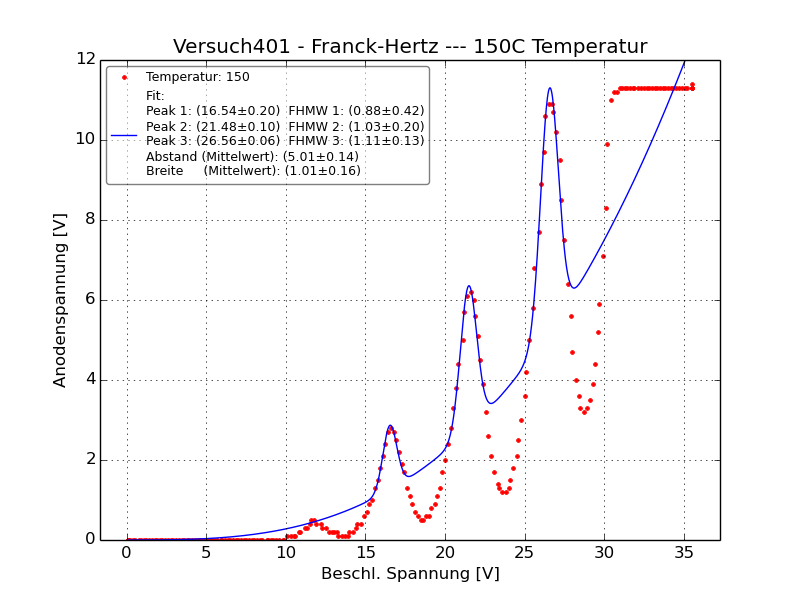 Versuch401 - Franck-Hertz --- 150C Temperatur
Temperatur: 150
Fit:
Peak 1: (16.54±0.20) FHMW 1: (0.88±0.42)
Peak 2: (21.48±0.10) FHMW 2: (1.03±0.20)
Peak 3: (26.56±0.06) FHMW 3: (1.11±0.13)
Abstand (Mittelwert): (5.01±0.14)
Breite (Mittelwert): (1.01±0.16)
Anodenspannung [V]
12
10
8
6
4
2
0
0 5 10 15 20 25 30 35
Beschl. Spannung [V]